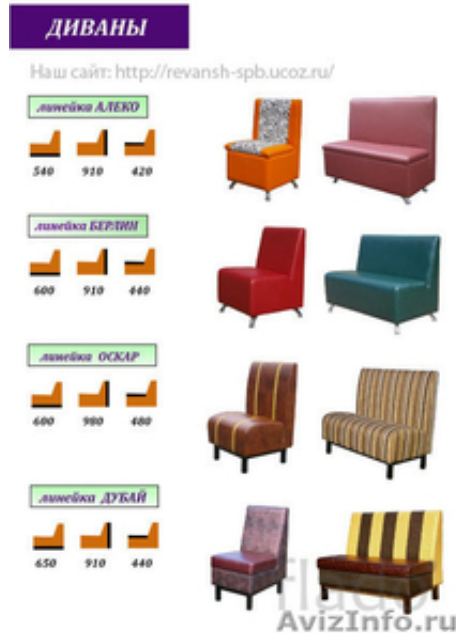 ДИВАНЫ
Наш сайт: http://revansh-spb.ucoz.ru/
линейка АЛЕКО
540 910 420
линейка БЕРЛИН
600 910 440
линейка ОСКАР
600 980 480
линейка ДУБАЙ
650 910 440
AvizInfo.ru